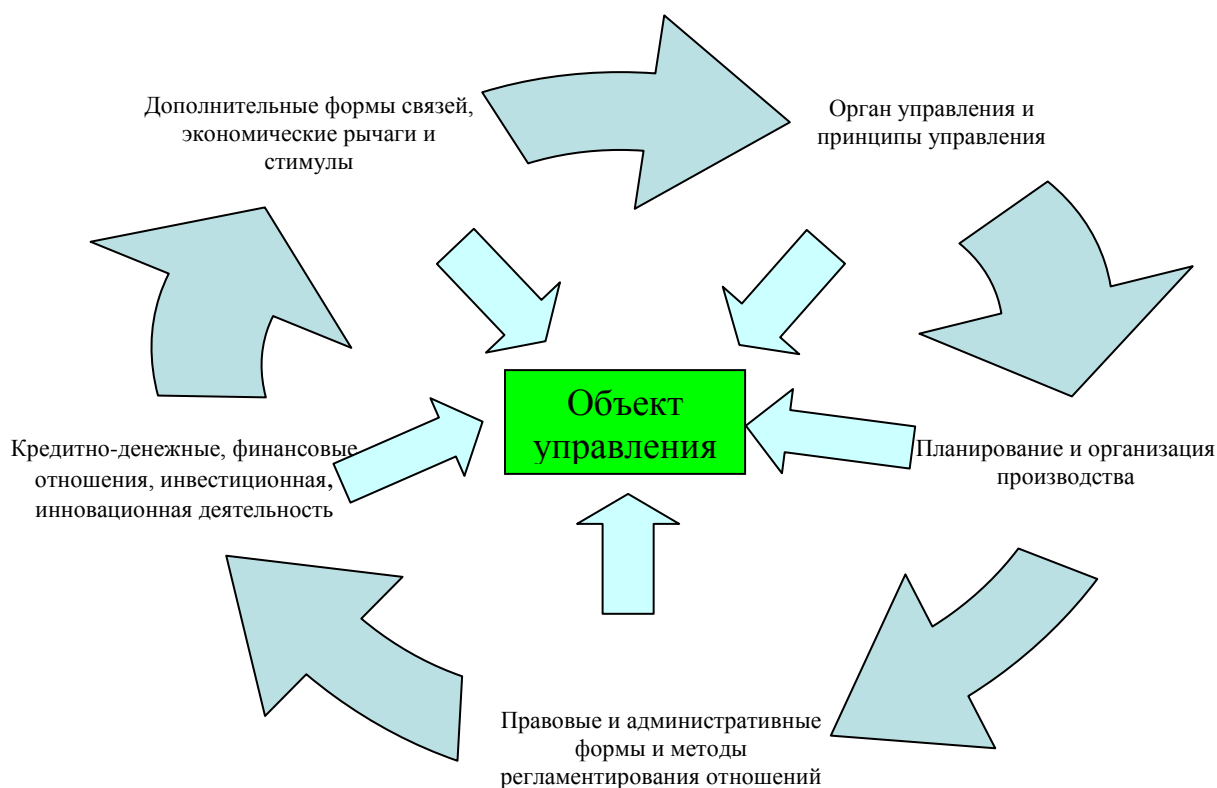 Дополнительные формы связей,
экономические рычаги и
стимулы
Орган управления и
принципы управления
Объект
управления
Кредитно-денежные, финансовые
отношения, инвестиционная,
инновационная деятельность
Планирование и организация
производства
Правовые и административные
формы и методы
регламентирования отношений